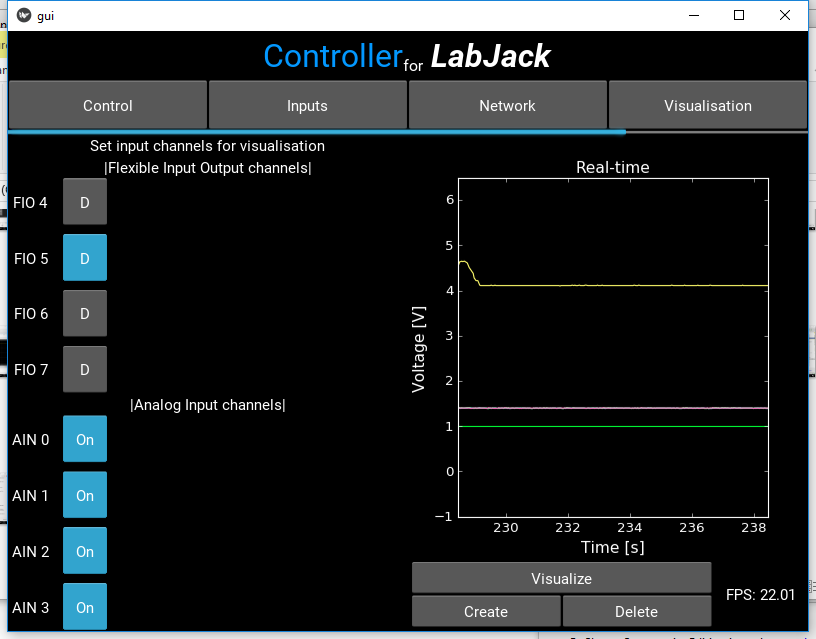 gui
Controller for LabJack
Control Inputs Network Visualisation
Set input channels for visualisation
|Flexible Input Output channels|
FIO 4 D
FIO 5 D
FIO 6 D
FIO 7 D
|Analog Input channels|
AIN 0 On
AIN 1 On
AIN 2 On
AIN 3 On
Real-time
Voltage [V]
6
5
4
3
2
1
0
−1
230 232 234 236 238
Time [s]
Visualize
Create Delete
FPS: 22.01